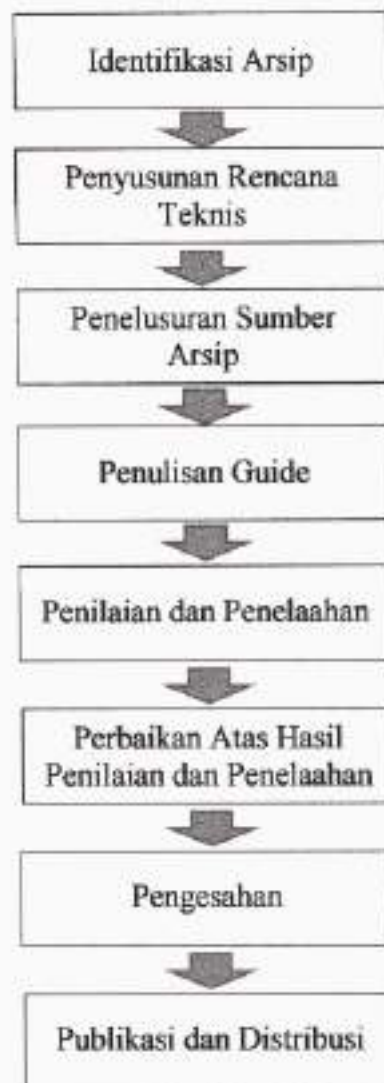 Identifikasi Arsip
Penyusunan Rencana
Teknis
Penelusuran Sumber
Arsip
Penulisan Guide
Penilaian dan Penelaahan
Perbaikan Atas Hasil
Penilaian dan Penelaahan
Pengesahan
Publikasi dan Distribusi